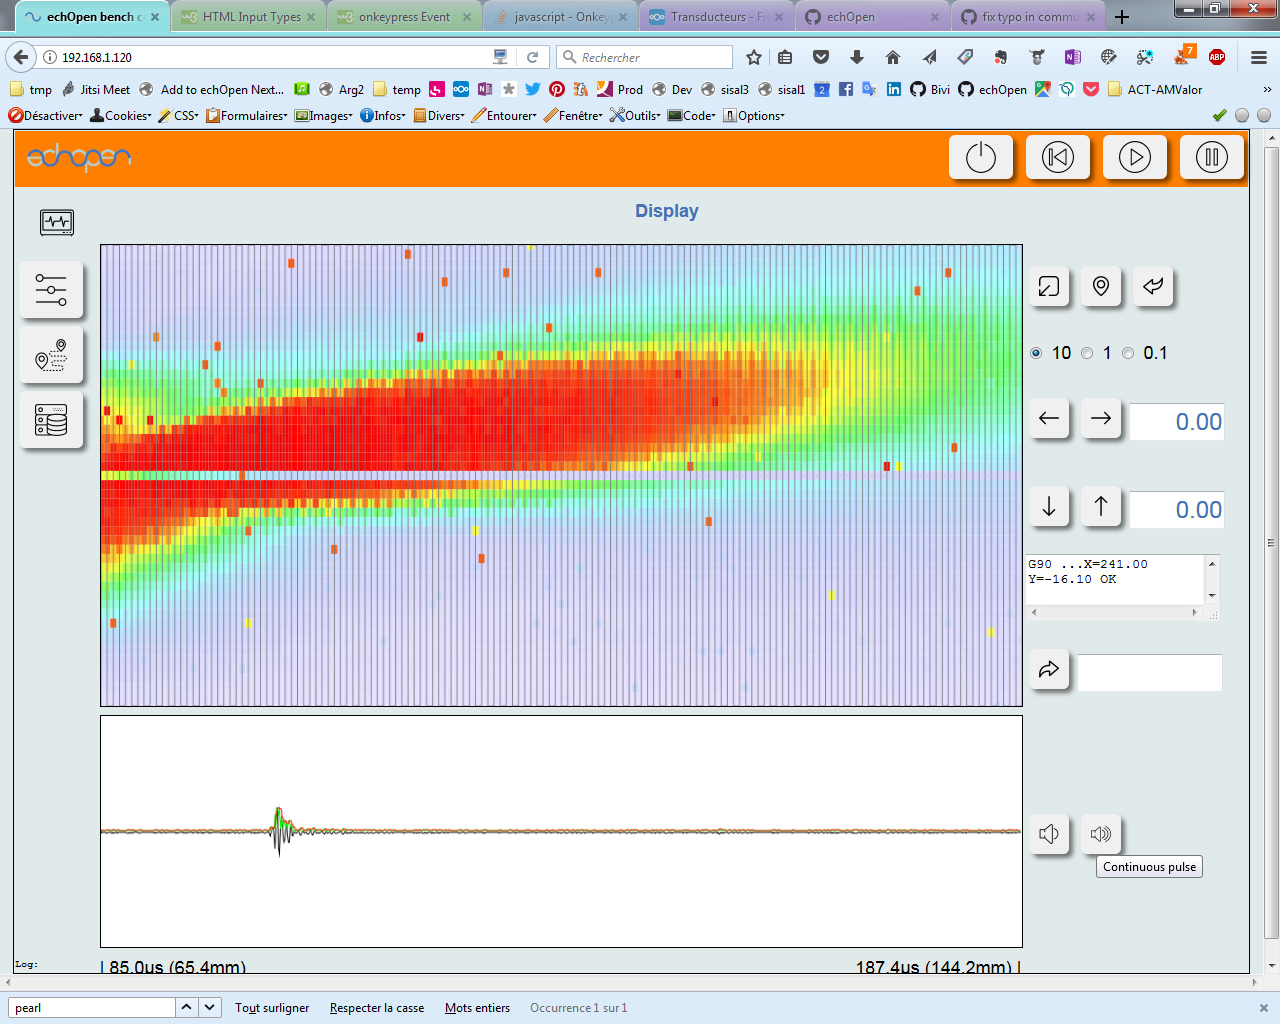 echOpen bench c
HTML Input Types
onkeypress Event
javascript - Onkey
Transducteurs - Fi
echOpen
fix typo in commu
192.168.1.120
Rechercher
7
ABP
tmp
Jitsi Meet
Add to echOpen Next...
Arg2
temp
Prod
Dev
sisal3
sisal1
Bivi
echOpen
ACT-AMValor
Désactiver
Cookies
CSS
Formulaires
Images
Infos
Divers
Entourer
Fenêtre
Outils
Code
Options
echopen
Display
10 1 0.1
0.00
0.00
G90 ...X=241.00
Y=-16.10 OK
Continuous pulse
Log:
| 85.0us (65.4mm)
187.4us (144.2mm) |
pearl
Tout surligner
Respecter la casse
Mots entiers
Occurrence 1 sur 1